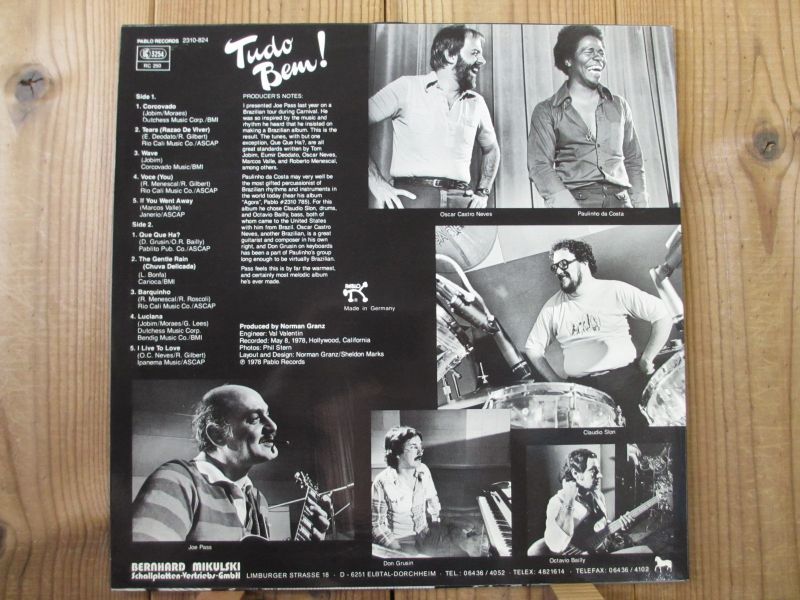 PABLO RECORDS 2310-824
3254
RC 250
Tudo
Bem!
Side 1.
1. Corcovado
(Jobim/Moraes)
Dutchess Music Corp./BMI
2. Tears (Razao De Viver)
(E. Deodato/R. Gilbert)
Rio Cali Music Co./ASCAP
3. Wave
(Jobim)
Corcovado Music/BMI
4. Voce (You)
(R. Menescal/R. Gilbert)
Rio Cali Music Co./ASCAP
5. If You Went Away
(Marcos Valle)
Janerio/ASCAP
Side 2.
1. Que Que Ha?
(D. Grusin/O.R. Bailly)
Pablito Pub. Co./ASCAP
2. The Gentle Rain
(Chuva Delicada)
(L. Bonfa)
Carioca/BMI
3. Barquinho
(R. Menescal/R. Roscoli)
Rio Cali Music Co./ASCAP
4. Luciana
(Jobim/Moraes/G. Lees)
Dutchess Music Corp.
Bendig Music Co./BMI
5. I Live To Love
(O.C. Neves/R. Gilbert)
Ipanema Music/ASCAP
PRODUCER'S NOTES:
I presented Joe Pass last year on a
Brazilian tour during Carnival. He
was so inspired by the music and
rhythm he heard that he insisted on
making a Brazilian album. This is the
result. The tunes, with but one
exception, Que Que Ha?, are all
great standards written by Tom
Jobim, Eumir Deodato, Oscar Neves,
Marcos Valle, and Roberto Menescal,
among others.
Paulinho da Costa may very well be
the most gifted percussionist of
Brazilian rhythms and instruments in
the world today (hear his album
"Agora", Pablo #2310 785). For this
album he chose Claudio Slon, drums,
and Octavio Bailly, bass, both of
whom came to the United States
with him from Brazil. Oscar Castro
Neves, another Brazilian, is a great
guitarist and composer in his own
right, and Don Grusin on keyboards
has been a part of Paulinho's group
long enough to be virtually Brazilian.
Pass feels this is by far the warmest,
and certainly most melodic album
he's ever made.
PABLO
Made in Germany
Produced by Norman Granz
Engineer: Val Valentin
Recorded: May 8, 1978, Hollywood, California
Photos: Phil Stern
Layout and Design: Norman Granz/Sheldon Marks
℗ 1978 Pablo Records
Oscar Castro Neves
Paulinho da Costa
Claudio Slon
Joe Pass
Don Grusin
Octavio Bailly
BERNHARD MIKULSKI
Schallplatten-Vertriebs-GmbH LIMBURGER STRASSE 18 · D - 6251 ELBTAL-DORCHHEIM · TEL.: 06436 / 4052 · TELEX: 4821614 · TELEFAX: 06436 / 4102